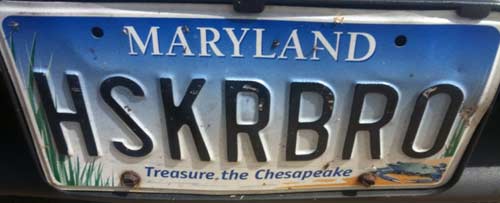 MARYLAND
HSKRBRO
Treasure the Chesapeake